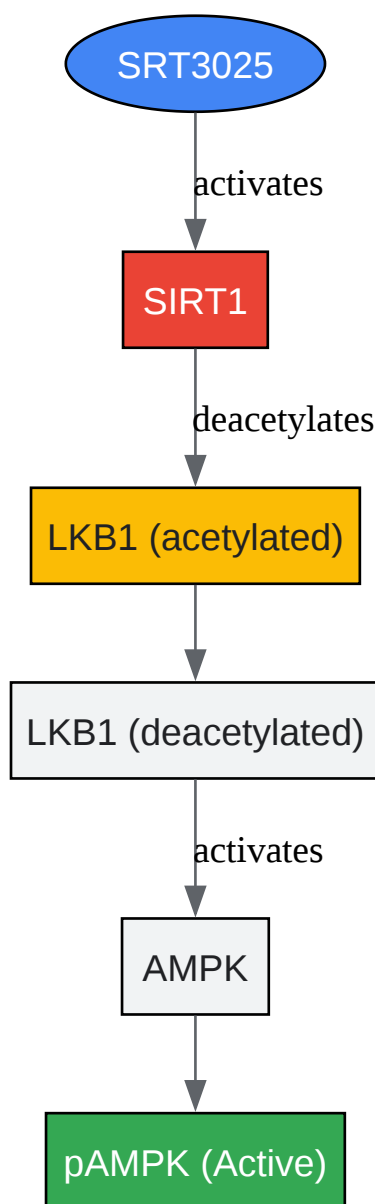 SRT3025
activates
SIRT1
deacetylates
LKB1 (acetylated)
LKB1 (deacetylated)
activates
AMPK
pAMPK (Active)